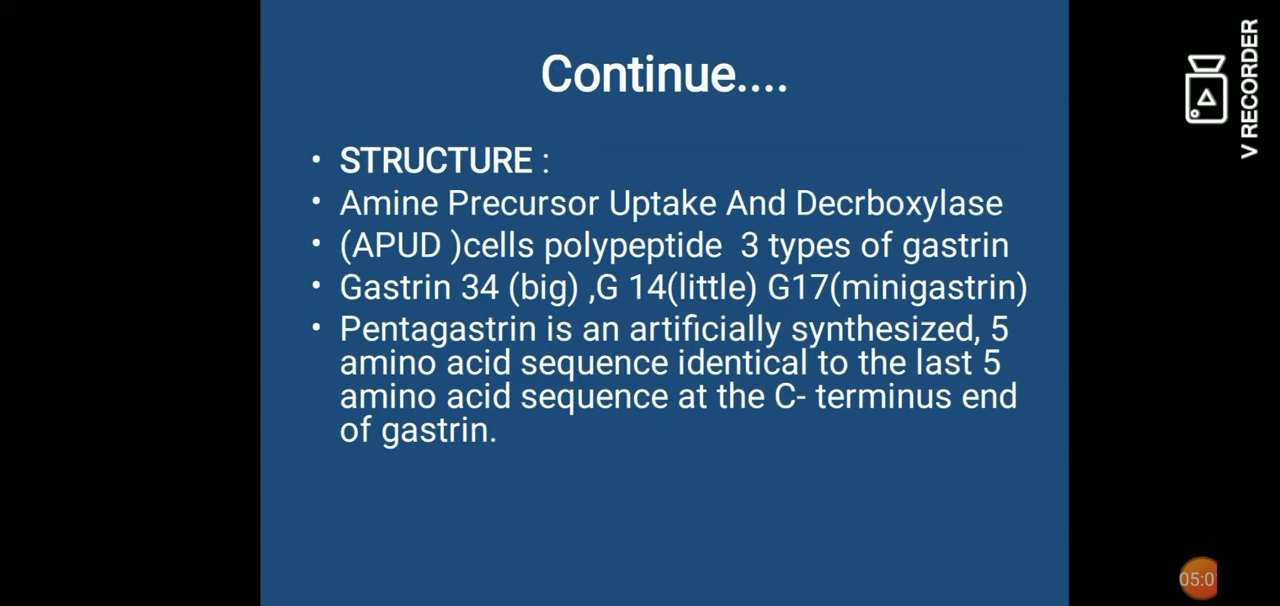 Continue....
• STRUCTURE :
• Amine Precursor Uptake And Decrboxylase
• (APUD )cells polypeptide 3 types of gastrin
• Gastrin 34 (big) ,G 14(little) G17(minigastrin)
• Pentagastrin is an artificially synthesized, 5
amino acid sequence identical to the last 5
amino acid sequence at the C- terminus end
of gastrin.
V RECORDER
05:0